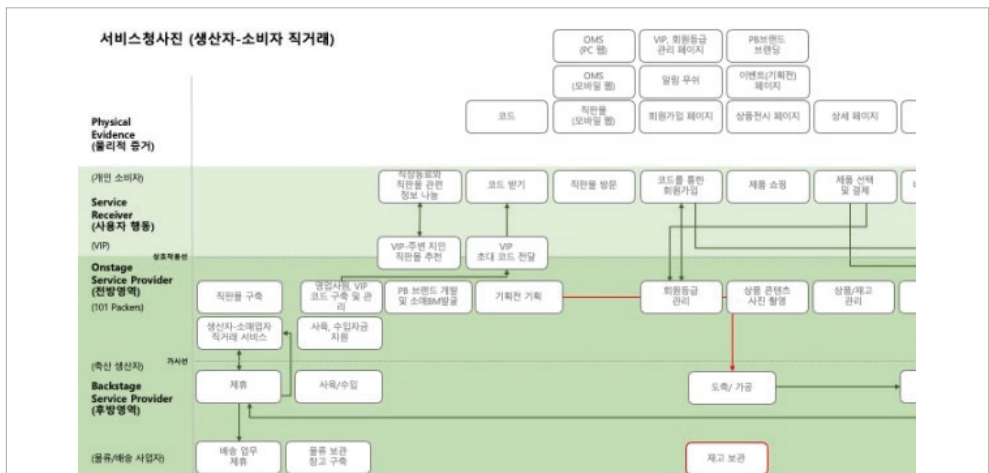 서비스청사진 (생산자-소비자 직거래)
OMS
(PC 웹)
VIP, 회원등급
관리 페이지
PB브랜드
브랜딩
OMS
(모바일 웹)
알림 푸쉬
이벤트(기획전)
페이지
Physical
Evidence
(물리적 증거)
코드
직판몰
(모바일 웹)
회원가입 페이지
상품전시 페이지
상세 페이지
(개인 소비자)
Service
Receiver
(사용자 행동)
(VIP)
직장동료와
직판몰 관련
정보 나눔
코드 받기
직판몰 방문
코드를 통한
회원가입
제품 쇼핑
제품 선택
및 결제
VIP-주변 지인
직판몰 추천
VIP
초대 코드 전달
상호작용선
Onstage
Service Provider
(전방영역)
(101 Packers)
직판몰 구축
영업사원, VIP
코드 구축 및 관
리
PB 브랜드 개발
및 소매BM발굴
기획전 기획
회원등급
관리
상품 콘텐츠
사진 촬영
상품/재고
관리
생산자-소매업자
직거래 서비스
사육, 수입자금
지원
가시선
(축산 생산자)
Backstage
Service Provider
(후방영역)
제휴
사육/수입
도축/ 가공
(물류/배송 사업자)
배송 업무
제휴
물류 보관
창고 구축
재고 보관